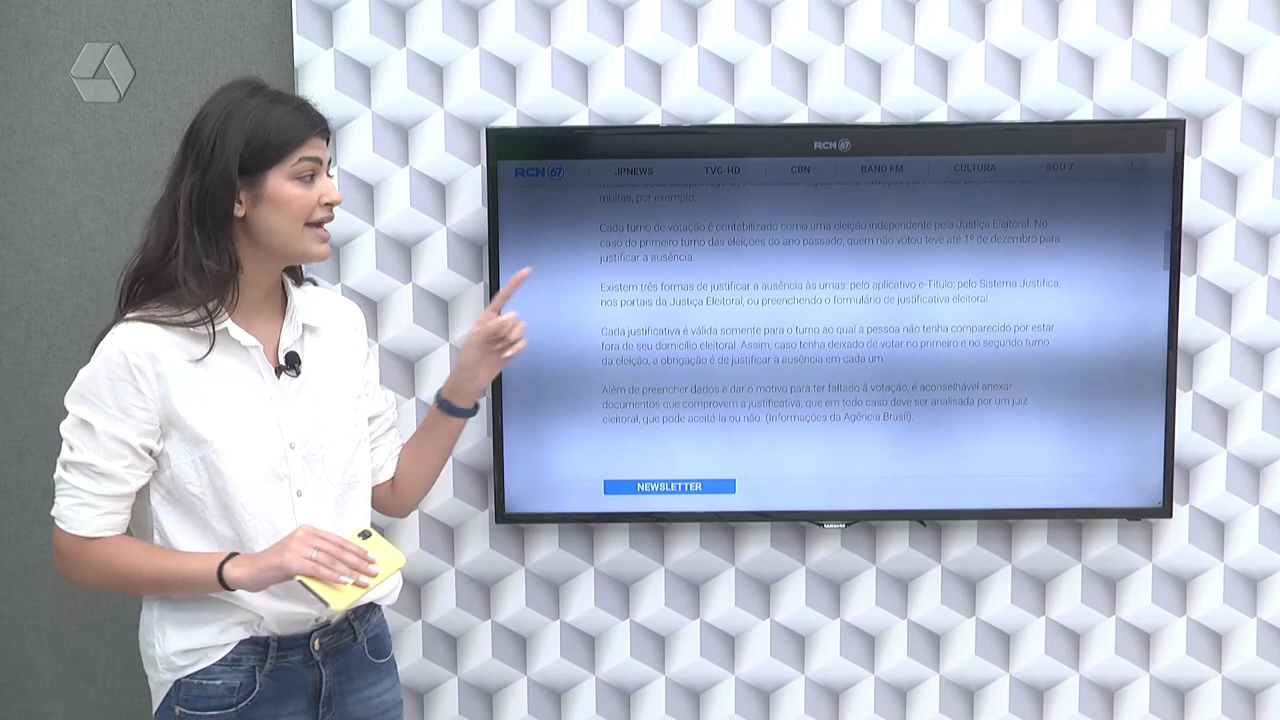 RCN 67
RCN 67 JPNEWS TVC-HD CBN BAND FM CULTURA SOU 7
multas, por exemplo.
Cada turno de votação é contabilizado como uma eleição independente pela Justiça Eleitoral. No
caso do primeiro turno das eleições do ano passado, quem não votou teve até 1º de dezembro para
justificar a ausência.
Existem três formas de justificar a ausência às urnas: pelo aplicativo e-Título; pelo Sistema Justifica,
nos portais da Justiça Eleitoral, ou preenchendo o formulário de justificativa eleitoral.
Cada justificativa é válida somente para o turno ao qual a pessoa não tenha comparecido por estar
fora de seu domicílio eleitoral. Assim, caso tenha deixado de votar no primeiro e no segundo turno
da eleição, a obrigação é de justificar a ausência em cada um.
Além de preencher dados e dar o motivo para ter faltado à votação, é aconselhável anexar
documentos que comprovem a justificativa, que em todo caso deve ser analisada por um juiz
eleitoral, que pode aceitá-la ou não. (Informações da Agência Brasil).
NEWSLETTER
SAMSUNG